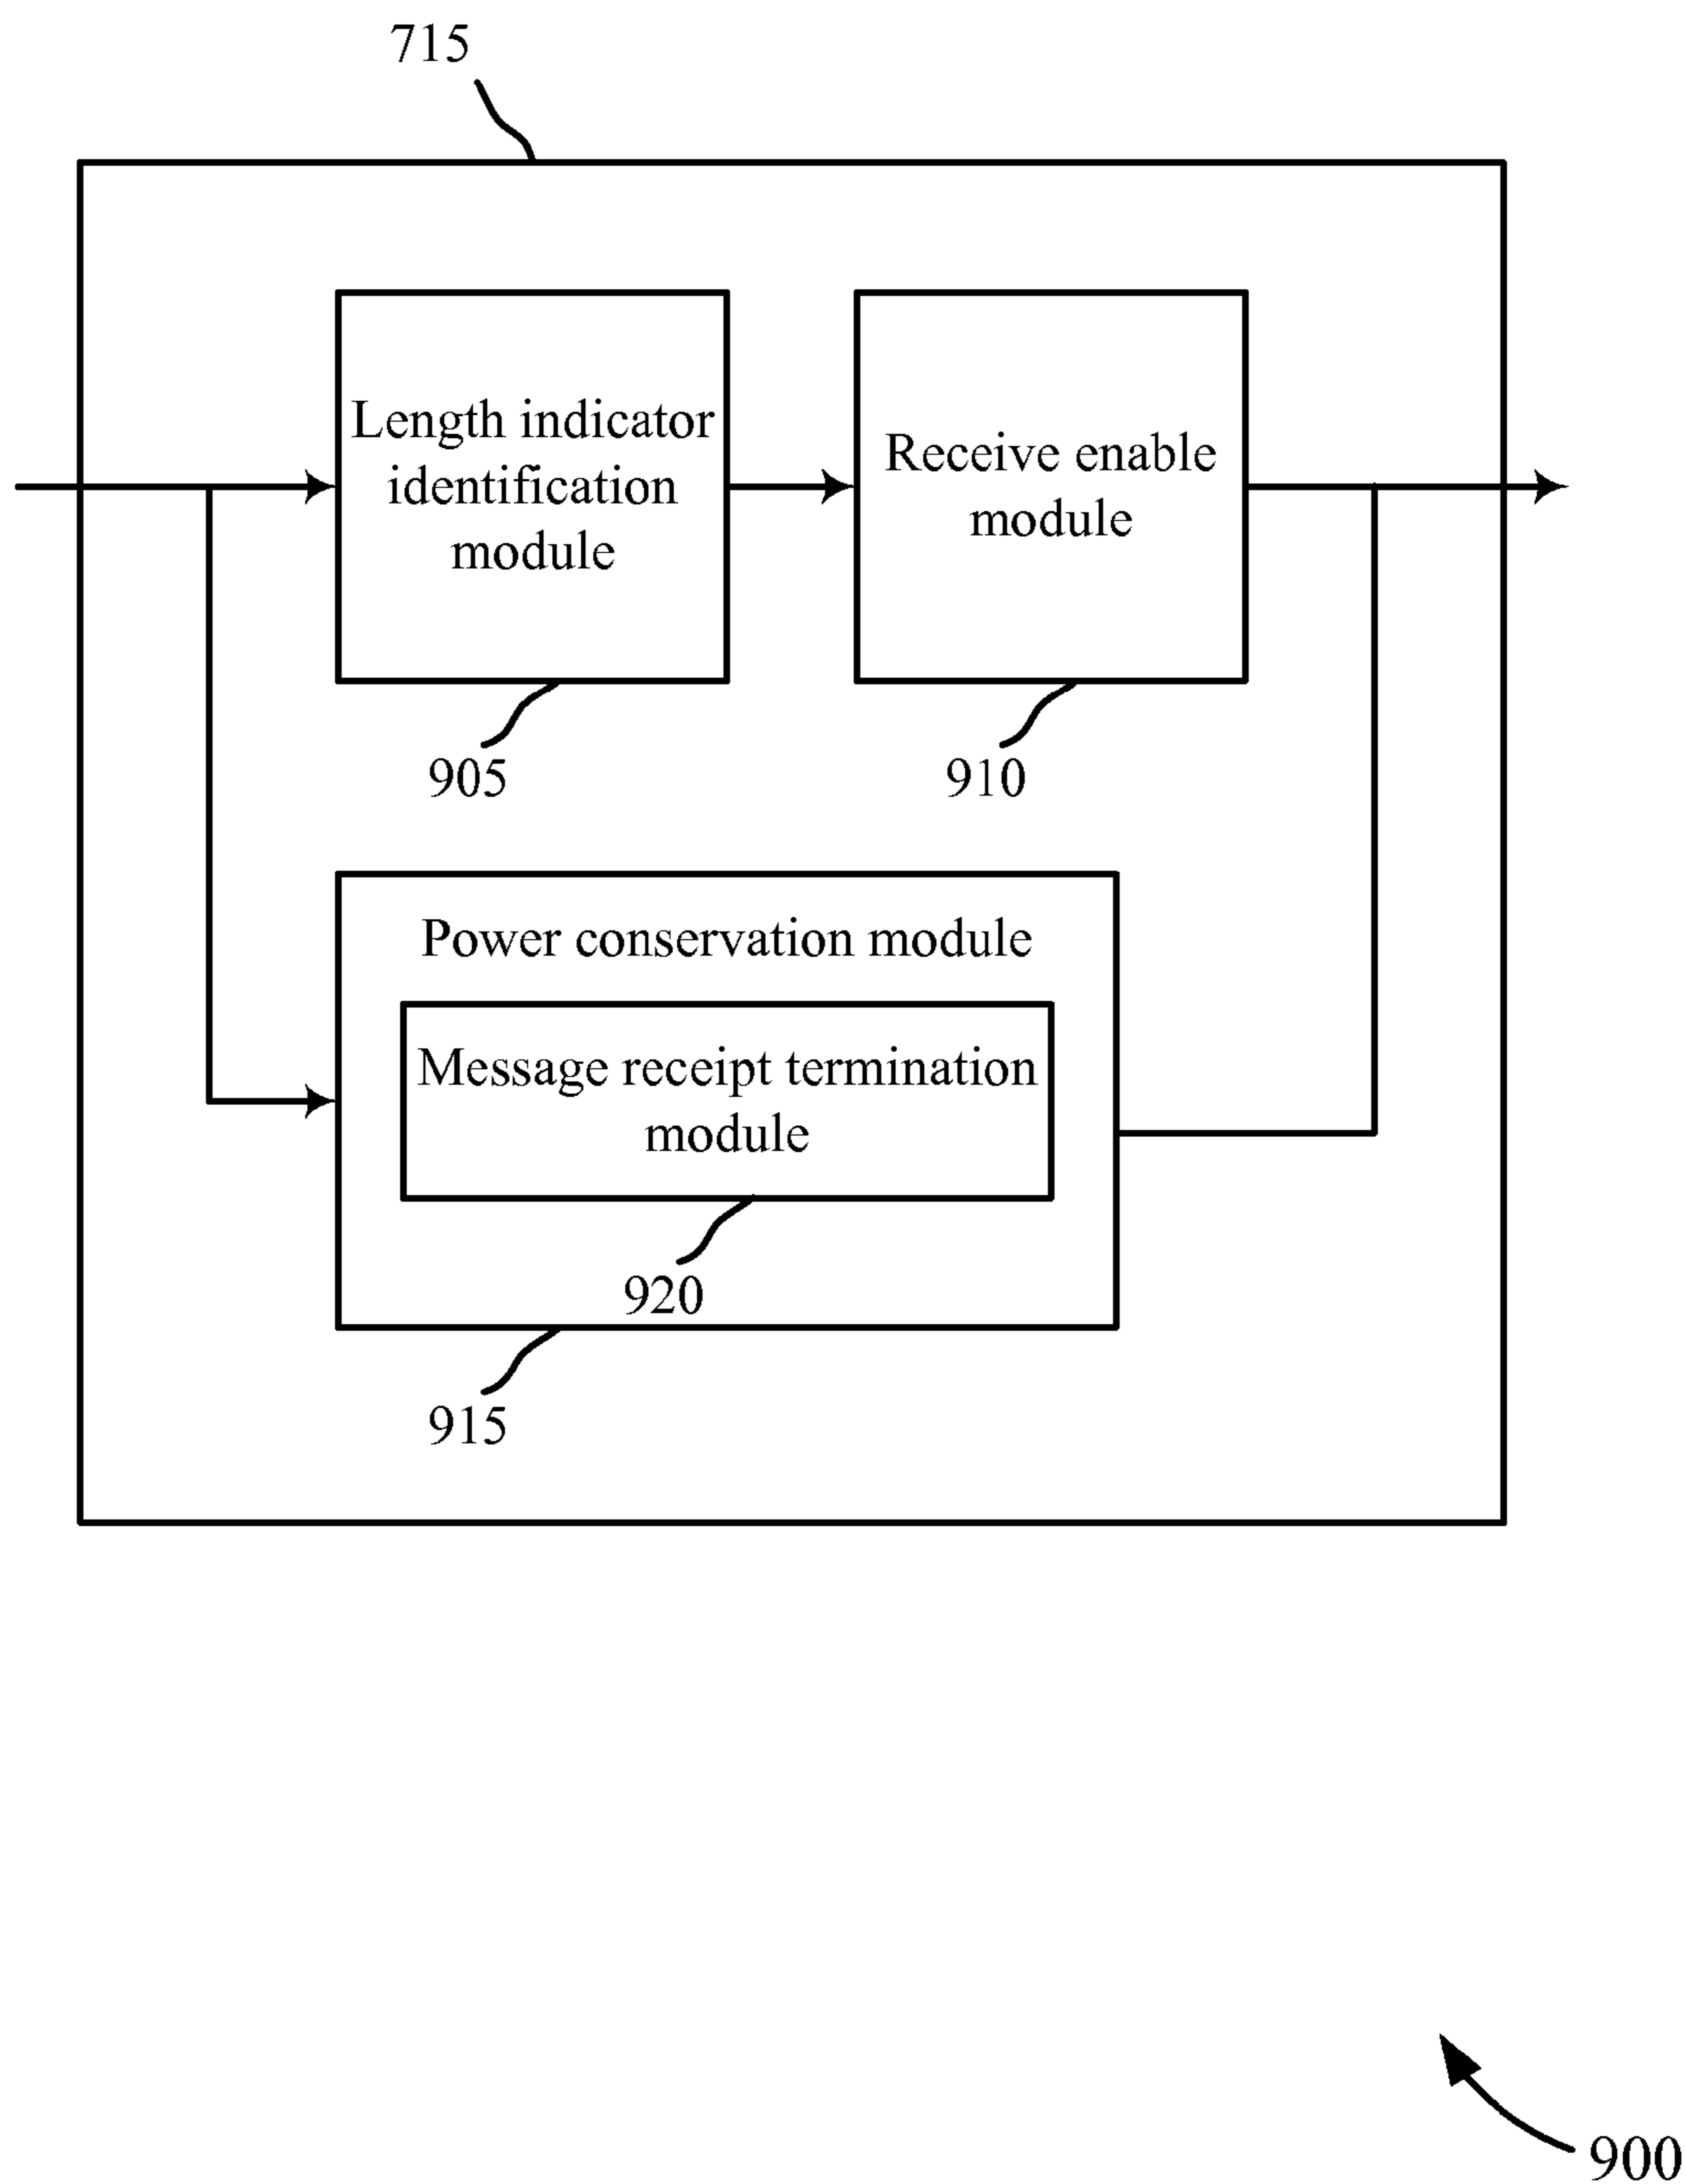 715
Length indicator
identification
module
Receive enable
module
905
910
Power conservation module
Message receipt termination
module
920
915
900